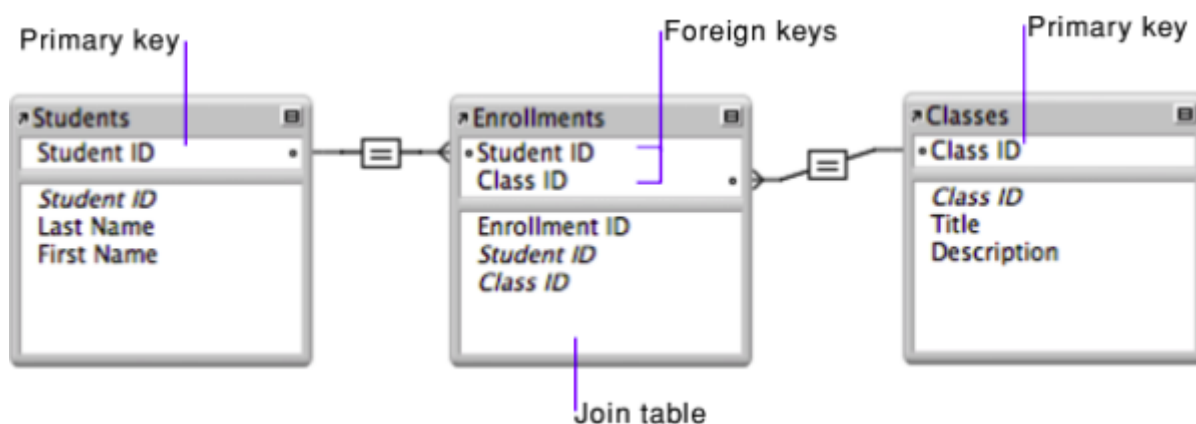 Primary key
Foreign keys
Primary key
Students
Student ID
Student ID
Last Name
First Name
Enrollments
Student ID
Class ID
Enrollment ID
Student ID
Class ID
Classes
Class ID
Class ID
Title
Description
Join table